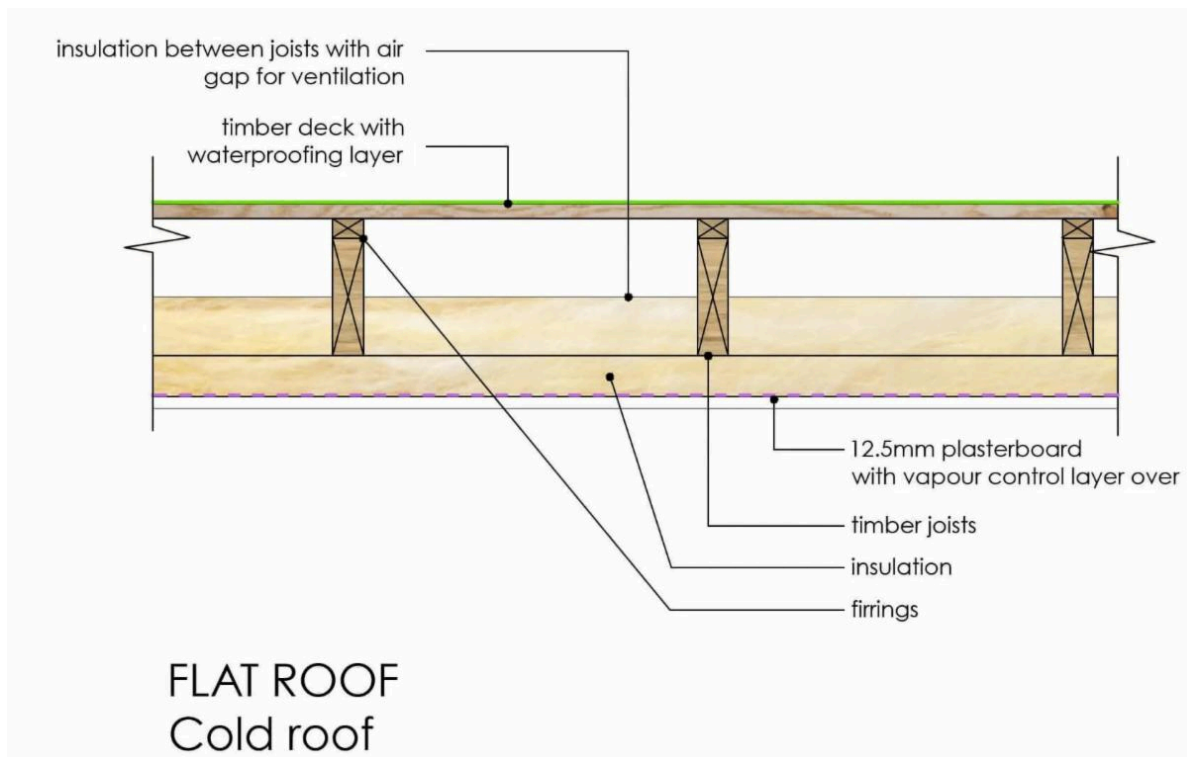 insulation between joists with air
gap for ventilation
timber deck with
waterproofing layer
12.5mm plasterboard
with vapour control layer over
timber joists
insulation
firrings
FLAT ROOF
Cold roof